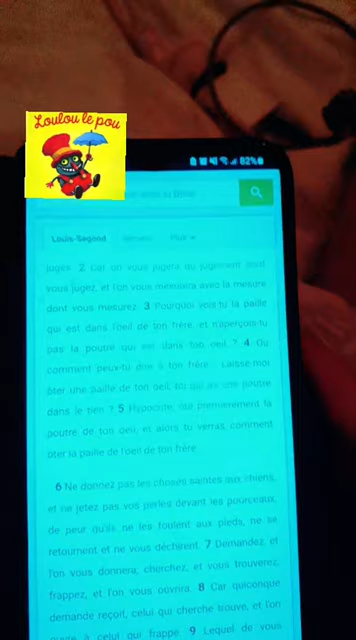 Loulou le pou
82%
Louis-Segond
Plus
jugés. 2 Car on vous jugera du jugement dont
vous jugez, et l'on vous mesurera avec la mesure
dont vous mesurez. 3 Pourquoi vois-tu la paille
qui est dans l'oeil de ton frère, et n'aperçois-tu
pas la poutre qui est dans ton oeil ? 4 Ou
comment peux-tu dire à ton frère : Laisse-moi
ôter une paille de ton oeil, toi qui as une poutre
dans le tien ? 5 Hypocrite, ôte premièrement la
poutre de ton oeil, et alors tu verras comment
ôter la paille de l'oeil de ton frère.
6 Ne donnez pas les choses saintes aux chiens,
et ne jetez pas vos perles devant les pourceaux,
de peur qu'ils ne les foulent aux pieds, ne se
retournent et ne vous déchirent. 7 Demandez, et
l'on vous donnera; cherchez, et vous trouverez;
frappez, et l'on vous ouvrira. 8 Car quiconque
demande reçoit, celui qui cherche trouve, et l'on
ouvre à celui qui frappe. 9 Lequel de vous